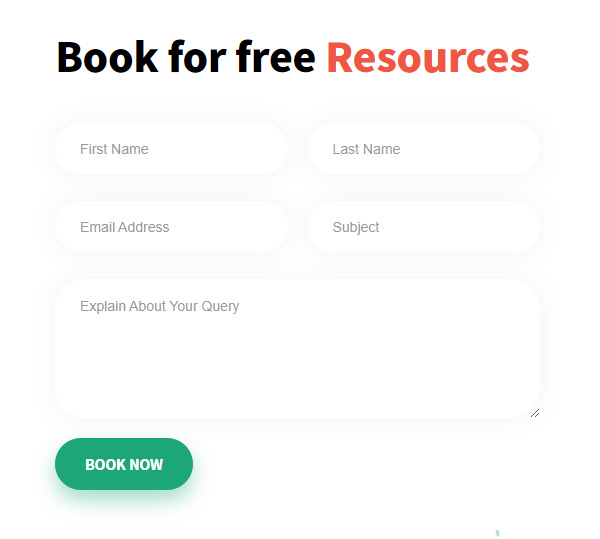 Book for free Resources
First Name
Last Name
Email Address
Subject
Explain About Your Query
BOOK NOW